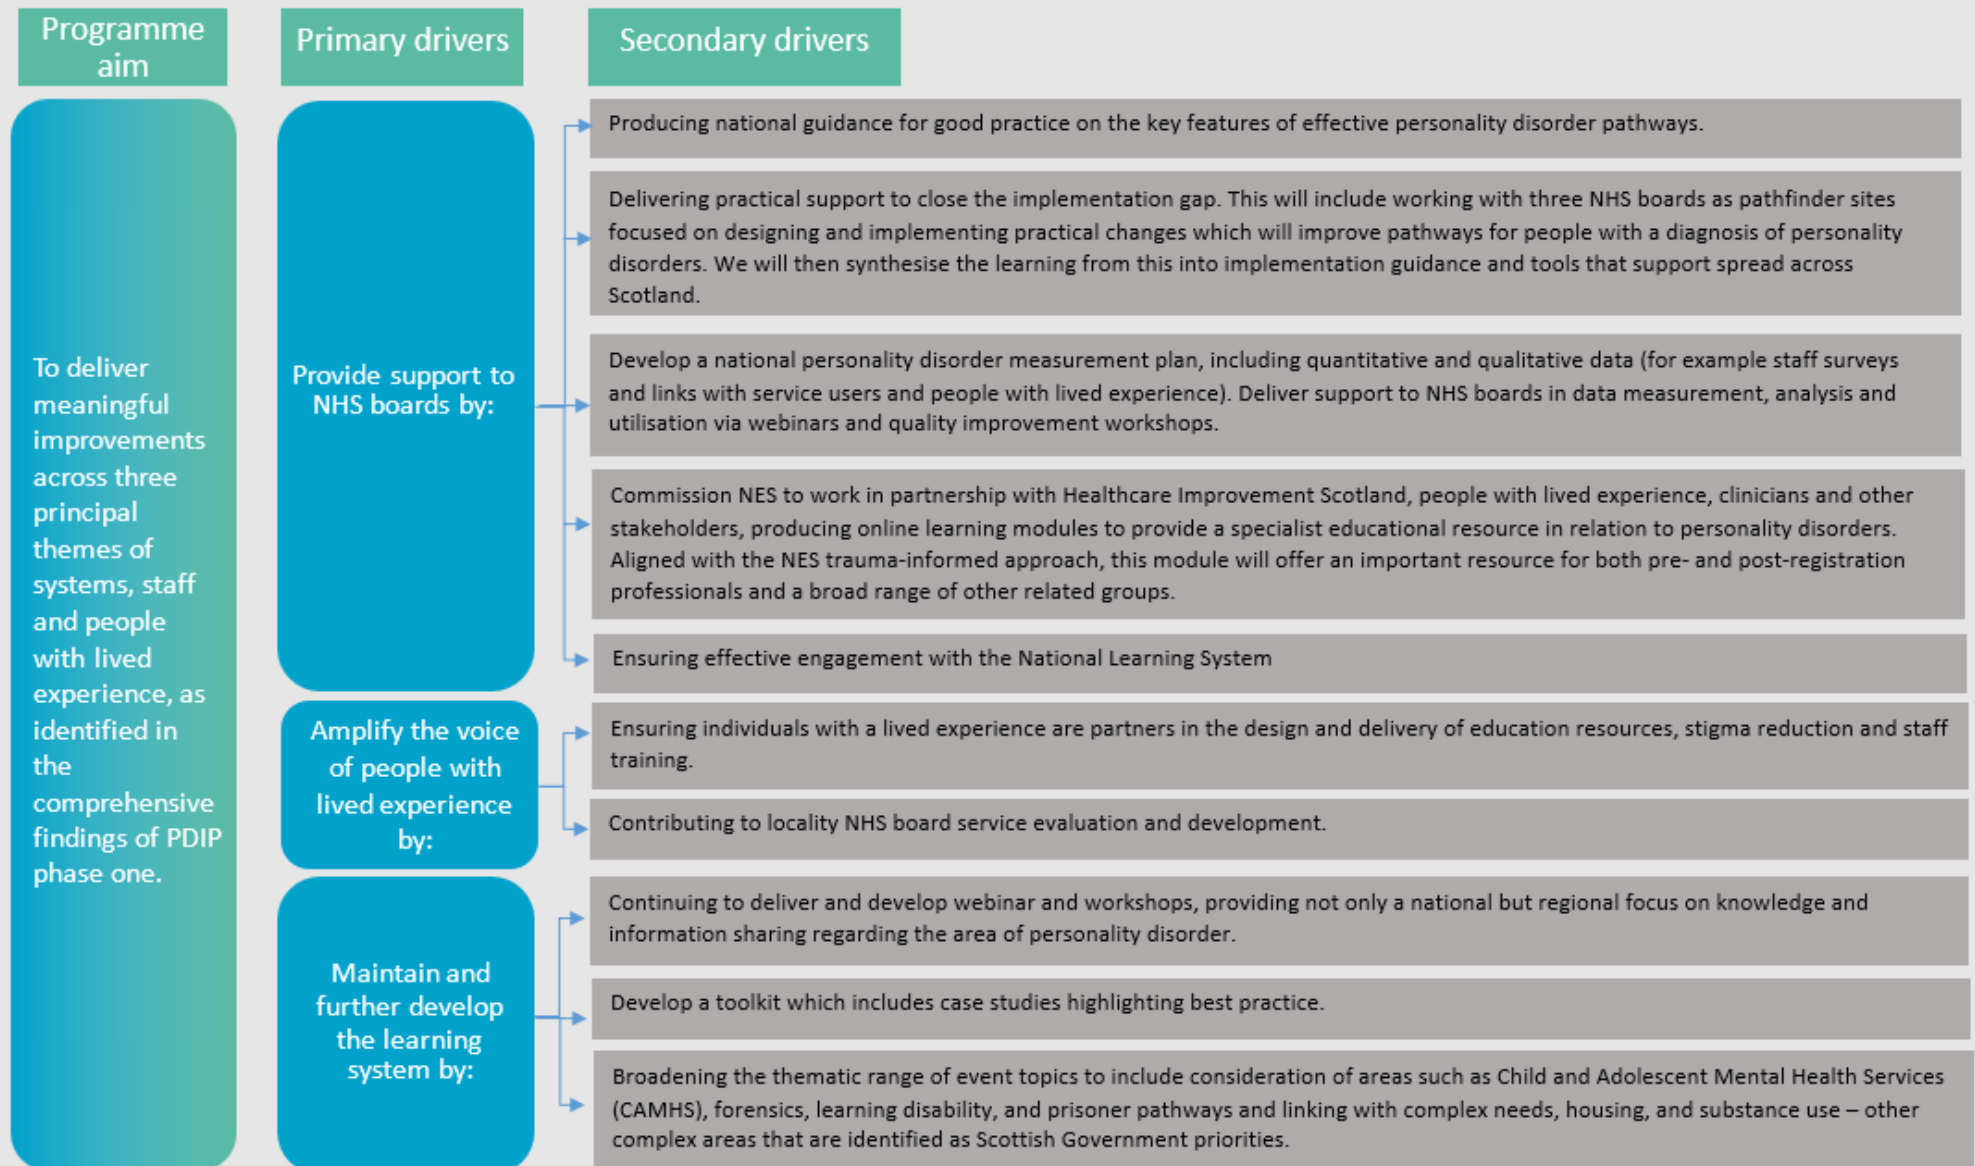 Programme
aim
Primary drivers
Secondary drivers
To deliver
meaningful
improvements
across three
principal
themes of
systems, staff
and people
with lived
experience, as
identified in
the
comprehensive
findings of PDIP
phase one.
Provide support to
NHS boards by:
Producing national guidance for good practice on the key features of effective personality disorder pathways.
Delivering practical support to close the implementation gap. This will include working with three NHS boards as pathfinder sites
focused on designing and implementing practical changes which will improve pathways for people with a diagnosis of personality
disorders. We will then synthesise the learning from this into implementation guidance and tools that support spread across
Scotland.
Develop a national personality disorder measurement plan, including quantitative and qualitative data (for example staff surveys
and links with service users and people with lived experience). Deliver support to NHS boards in data measurement, analysis and
utilisation via webinars and quality improvement workshops.
Commission NES to work in partnership with Healthcare Improvement Scotland, people with lived experience, clinicians and other
stakeholders, producing online learning modules to provide a specialist educational resource in relation to personality disorders.
Aligned with the NES trauma-informed approach, this module will offer an important resource for both pre- and post-registration
professionals and a broad range of other related groups.
Ensuring effective engagement with the National Learning System
Amplify the voice
of people with
lived experience
by:
Ensuring individuals with a lived experience are partners in the design and delivery of education resources, stigma reduction and staff
training.
Contributing to locality NHS board service evaluation and development.
Maintain and
further develop
the learning
system by:
Continuing to deliver and develop webinar and workshops, providing not only a national but regional focus on knowledge and
information sharing regarding the area of personality disorder.
Develop a toolkit which includes case studies highlighting best practice.
Broadening the thematic range of event topics to include consideration of areas such as Child and Adolescent Mental Health Services
(CAMHS), forensics, learning disability, and prisoner pathways and linking with complex needs, housing, and substance use – other
complex areas that are identified as Scottish Government priorities.